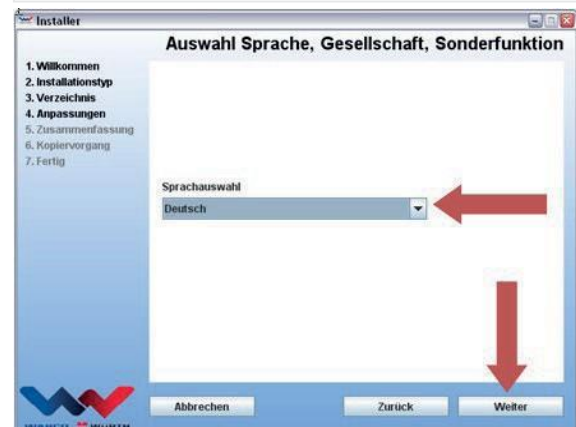 Installer
Auswahl Sprache, Gesellschaft, Sonderfunktion
1. Willkommen
2. Installationstyp
3. Verzeichnis
4. Anpassungen
5. Zusammenfassung
6. Kopiervorgang
7. Fertig
Sprachauswahl
Deutsch
Abbrechen
Zurück
Weiter